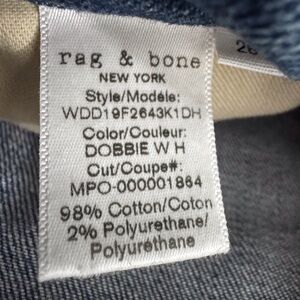 rag & bone
NEW YORK
Style/Modéle:
WDD19F2643K1DH
Color/Couleur:
DOBBIE W H
Cut/Coupe#:
MPO-000001864
98% Cotton/Coton
2% Polyurethane/
Polyurethane